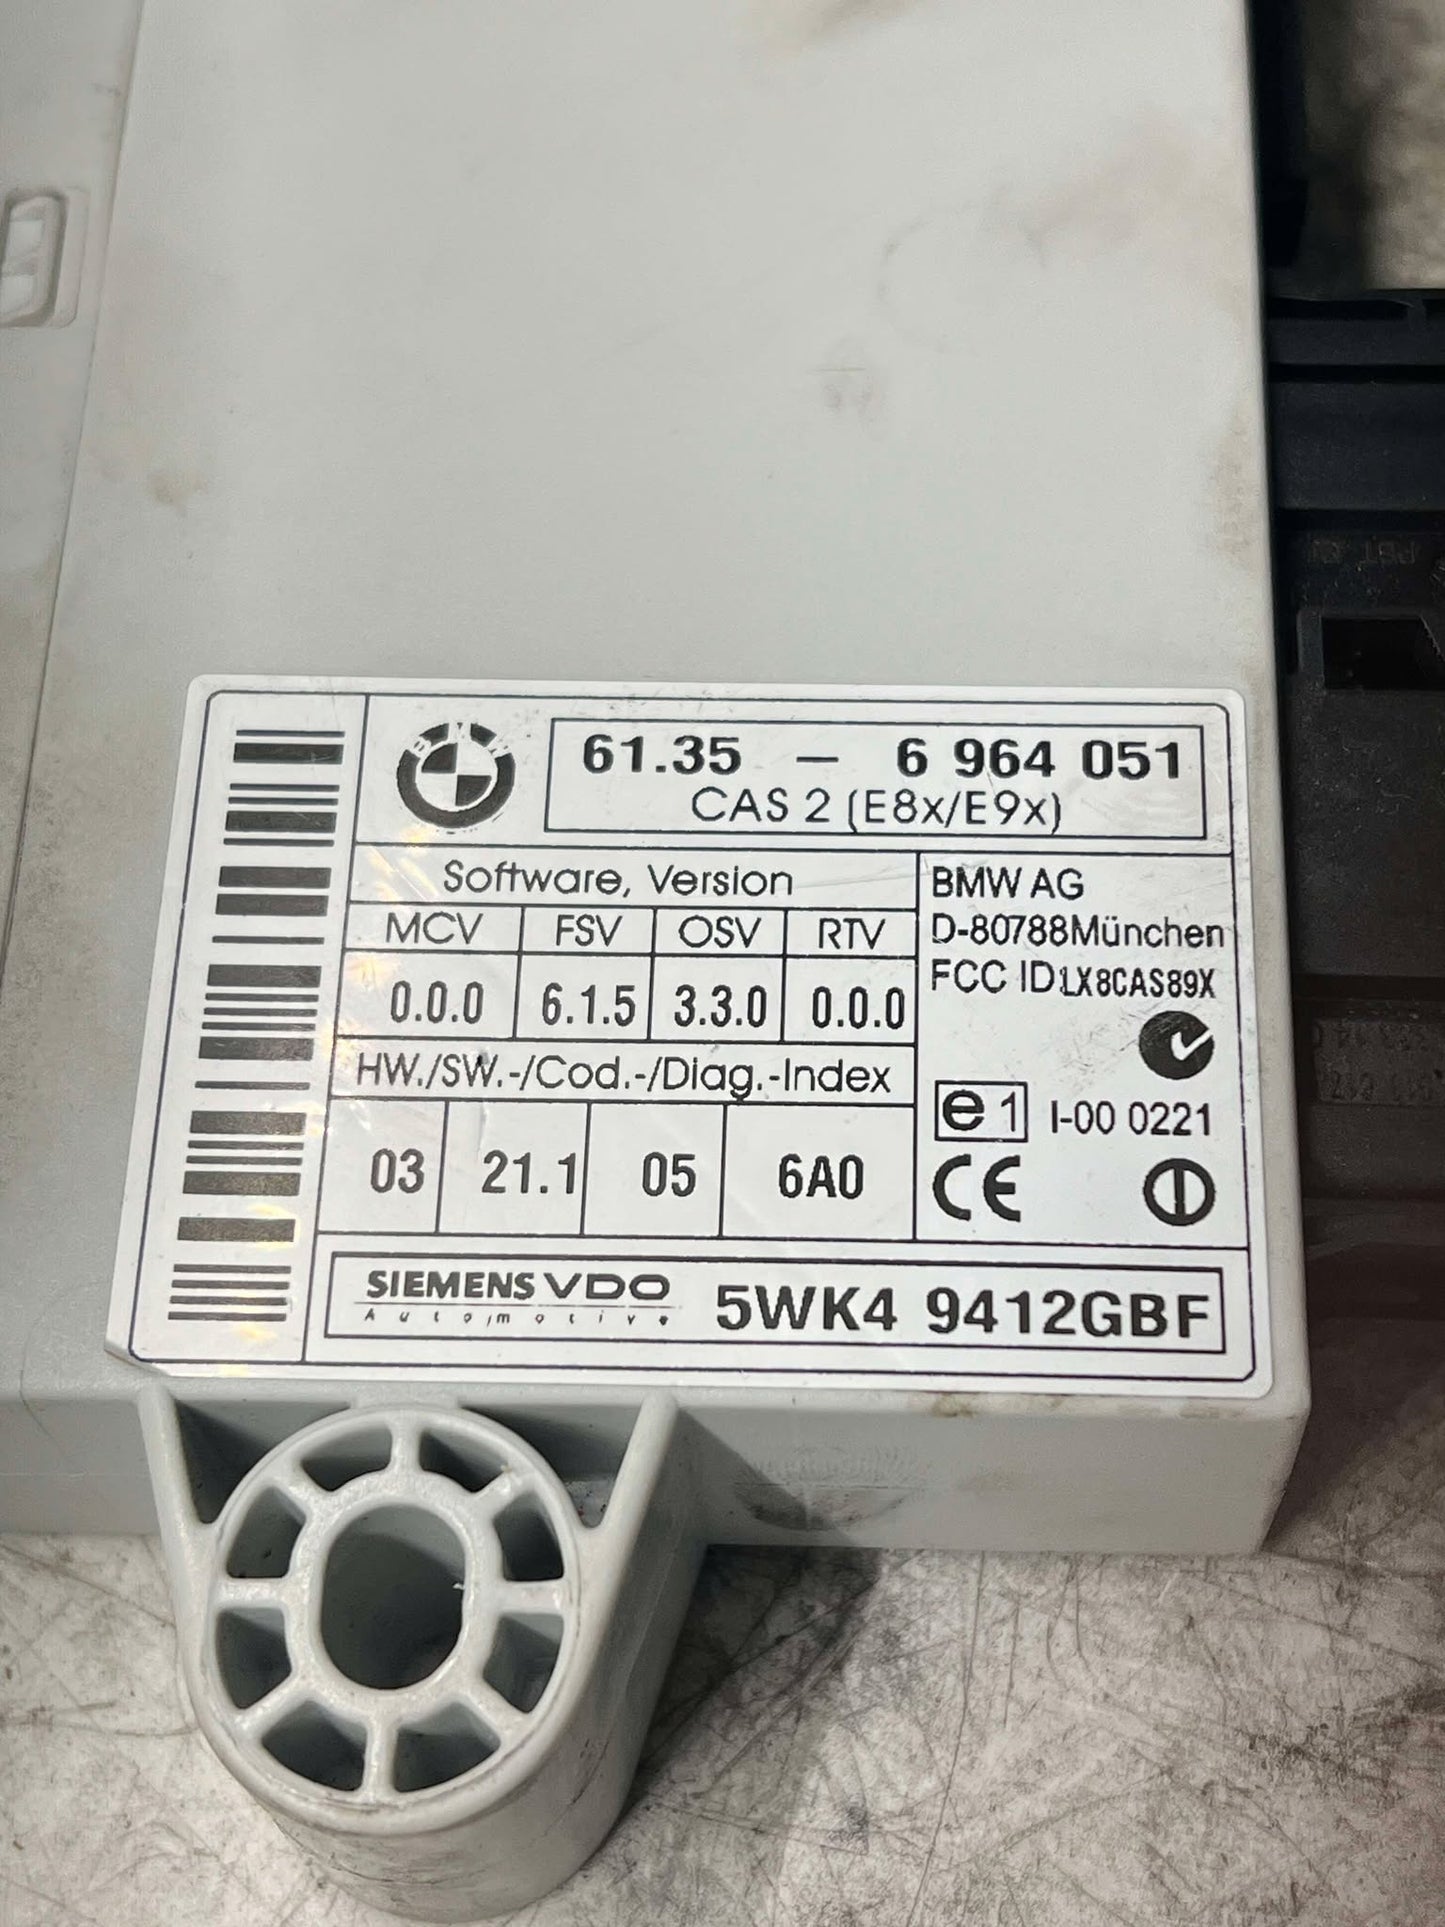 BMW
61.35 – 6 964 051
CAS 2 (E8x/E9x)
Software, Version
MCV FSV OSV RTV
0.0.0 6.1.5 3.3.0 0.0.0
HW./SW.-/Cod.-/Diag.-Index
03 21.1 05 6A0
BMW AG
D-80788München
FCC ID:LX8CAS89X
e1 I-00 0221
CE
SIEMENS VDO
Automotive
5WK4 9412GBF